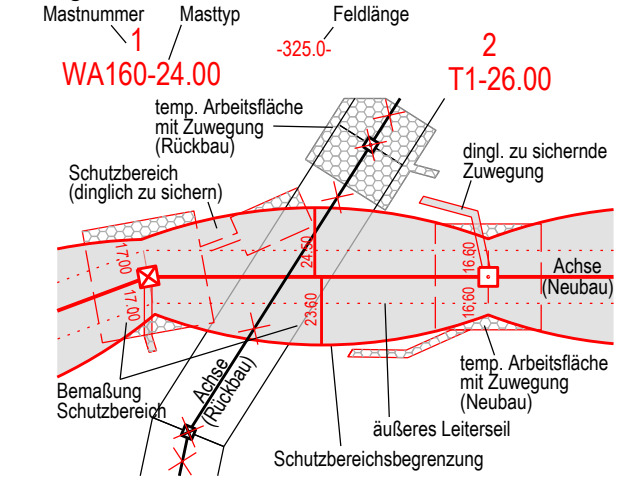 Mastnummer
Masttyp
Feldlänge
1
WA160-24.00
-325.0-
2
T1-26.00
temp. Arbeitsfläche
mit Zuwegung
(Rückbau)
dingl. zu sichernde
Zuwegung
Schutzbereich
(dinglich zu sichern)
17.00
17.00
24.50
23.60
16.60
16.60
Achse
(Neubau)
Achse
(Rückbau)
Bemaßung
Schutzbereich
temp. Arbeitsfläche
mit Zuwegung
(Neubau)
äußeres Leiterseil
Schutzbereichsbegrenzung